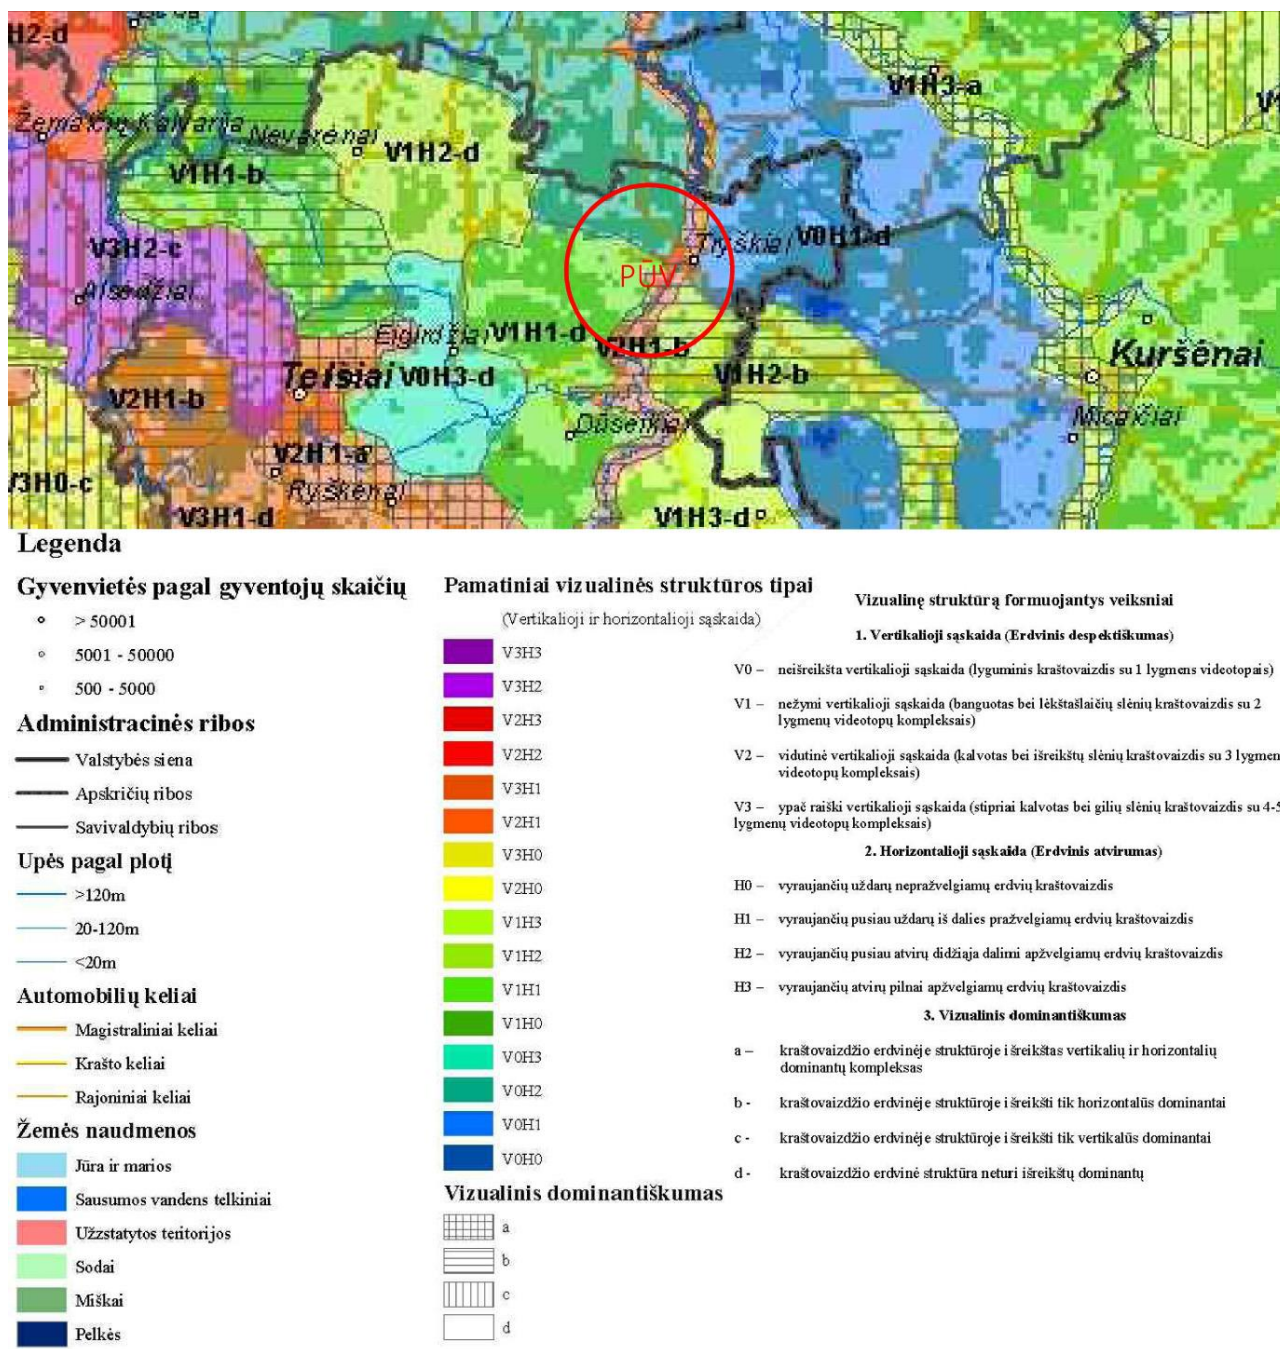 H2-d
V1H3-a
Žemaičių Kalvarija
Nevarėnai
V1H2-d
V1H1-b
V3H2-c
Tryškiai
V0H1-d
PŪV
Alsėdžiai
Eigirdžiai
V1H1-d
V2H1-b
Kuršėnai
Telšiai
V0H3-d
V1H2-b
V2H1-b
Dūseikiai
Micaičiai
V2H1-a
V3H0-c
Ryškėnai
V3H1-d
V1H3-d
Legenda
Gyvenvietės pagal gyventojų skaičių
> 50001
5001 - 50000
500 - 5000
Administracinės ribos
Valstybės siena
Apskričių ribos
Savivaldybių ribos
Upės pagal plotį
>120m
20-120m
<20m
Automobilių keliai
Magistraliniai keliai
Krašto keliai
Rajoniniai keliai
Žemės naudmenos
Jūra ir marios
Sausumos vandens telkiniai
Užzstatytos teritorijos
Sodai
Miškai
Pelkės
Pamatiniai vizualinės struktūros tipai
(Vertikalioji ir horizontalioji sąskaida)
V3H3
V3H2
V2H3
V2H2
V3H1
V2H1
V3H0
V2H0
V1H3
V1H2
V1H1
V1H0
V0H3
V0H2
V0H1
V0H0
Vizualinis dominantiškumas
a
b
c
d
Vizualinę struktūrą formuojantys veiksniai
1. Vertikalioji sąskaida (Erdvinis despektiškumas)
V0 – neišreikšta vertikalioji sąskaida (lyguminis kraštovaizdis su 1 lygmens videotopais)
V1 – nežymi vertikalioji sąskaida (banguotas bei lėkštašlaičių slėnių kraštovaizdis su 2
lygmenų videotopų kompleksais)
V2 – vidutinė vertikalioji sąskaida (kalvotas bei išreikštų slėnių kraštovaizdis su 3 lygmen
videotopų kompleksais)
V3 – ypač raiški vertikalioji sąskaida (stipriai kalvotas bei gilių slėnių kraštovaizdis su 4-5
lygmenų videotopų kompleksais)
2. Horizontalioji sąskaida (Erdvinis atvirumas)
H0 – vyraujančių uždarų nepražvelgiamų erdvių kraštovaizdis
H1 – vyraujančių pusiau uždarų iš dalies pražvelgiamų erdvių kraštovaizdis
H2 – vyraujančių pusiau atvirų didžiaja dalimi apžvelgiamų erdvių kraštovaizdis
H3 – vyraujančių atvirų pilnai apžvelgiamų erdvių kraštovaizdis
3. Vizualinis dominantiškumas
a – kraštovaizdžio erdvinėje struktūroje išreikštas vertikalių ir horizontalių
dominantų kompleksas
b - kraštovaizdžio erdvinėje struktūroje išreikšti tik horizontalūs dominantai
c - kraštovaizdžio erdvinėje struktūroje išreikšti tik vertikalūs dominantai
d - kraštovaizdžio erdvinė struktūra neturi išreikštų dominantų